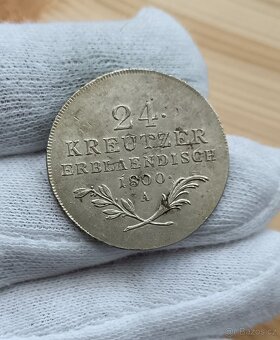 24.
KREUTZER
ERBLAENDISCH
1800.
A